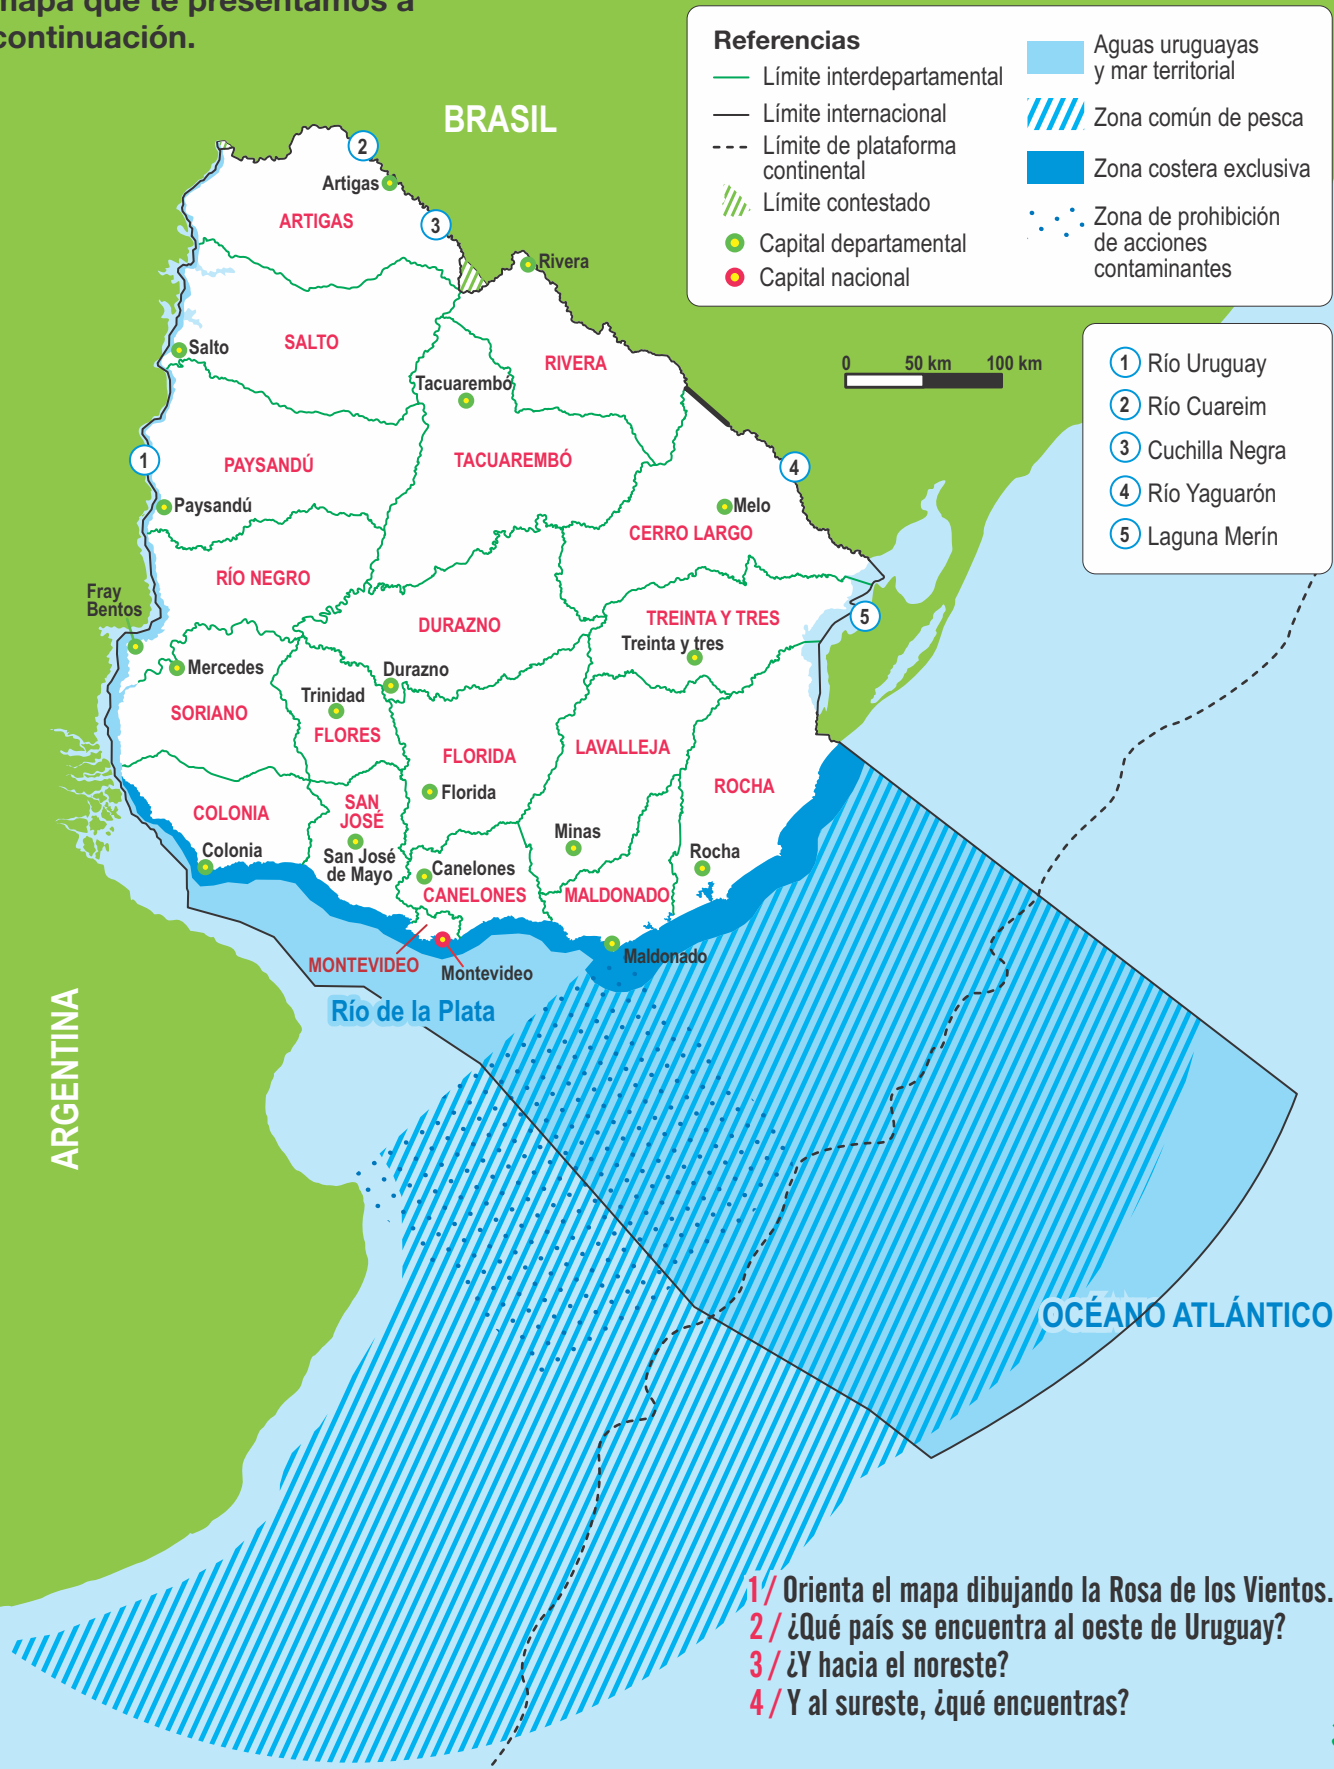 mapa que te presentamos a
continuación.
Referencias
Límite interdepartamental
Límite internacional
Límite de plataforma
continental
Límite contestado
Capital departamental
Capital nacional
Aguas uruguayas
y mar territorial
Zona común de pesca
Zona costera exclusiva
Zona de prohibición
de acciones
contaminantes
0 50 km 100 km
1 Río Uruguay
2 Río Cuareim
3 Cuchilla Negra
4 Río Yaguarón
5 Laguna Merín
BRASIL
2
Artigas
ARTIGAS
3
Rivera
SALTO
Salto
RIVERA
Tacuarembó
1
PAYSANDÚ
TACUAREMBÓ
4
Paysandú
Melo
CERRO LARGO
RÍO NEGRO
Fray
Bentos
DURAZNO
TREINTA Y TRES
5
Treinta y tres
Mercedes
Durazno
Trinidad
SORIANO
FLORES
FLORIDA
LAVALLEJA
ROCHA
Florida
COLONIA
SAN
JOSÉ
Minas
Colonia
San José
de Mayo
Rocha
Canelones
CANELONES
MALDONADO
MONTEVIDEO
Montevideo
Maldonado
Río de la Plata
ARGENTINA
OCÉANO ATLÁNTICO
1 / Orienta el mapa dibujando la Rosa de los Vientos.
2 / ¿Qué país se encuentra al oeste de Uruguay?
3 / ¿Y hacia el noreste?
4 / Y al sureste, ¿qué encuentras?